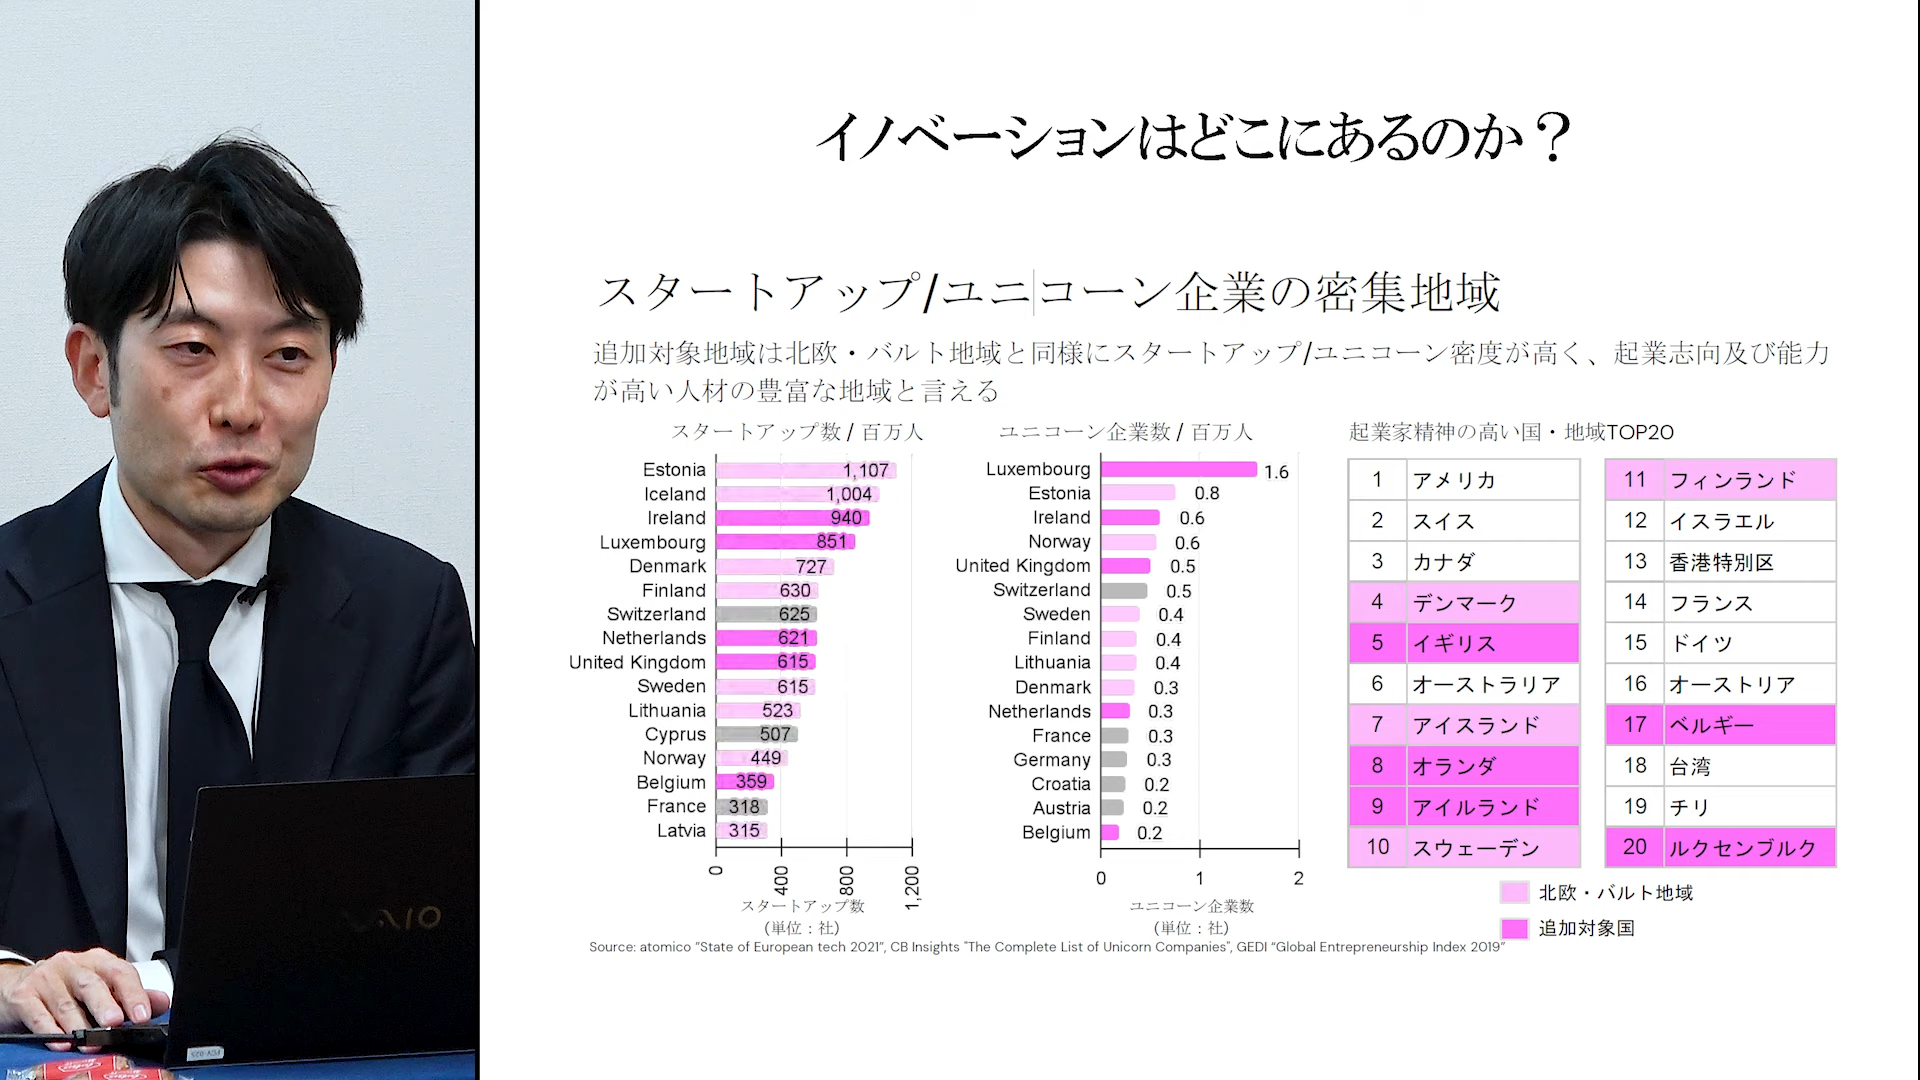 イノベーションはどこにあるのか？
スタートアップ/ユニコーン企業の密集地域
追加対象地域は北欧・バルト地域と同様にスタートアップ/ユニコーン密度が高く、起業志向及び能力
が高い人材の豊富な地域と言える
スタートアップ数 / 百万人
Estonia 1,107
Iceland 1,004
Ireland 940
Luxembourg 851
Denmark 727
Finland 630
Switzerland 625
Netherlands 621
United Kingdom 615
Sweden 615
Lithuania 523
Cyprus 507
Norway 449
Belgium 359
France 318
Latvia 315
0 400 800 1,200
スタートアップ数
(単位：社)
ユニコーン企業数 / 百万人
Luxembourg 1.6
Estonia 0.8
Ireland 0.6
Norway 0.6
United Kingdom 0.5
Switzerland 0.5
Sweden 0.4
Finland 0.4
Lithuania 0.4
Denmark 0.3
Netherlands 0.3
France 0.3
Germany 0.3
Croatia 0.2
Austria 0.2
Belgium 0.2
0 1 2
ユニコーン企業数
(単位：社)
起業家精神の高い国・地域TOP20
1 アメリカ
2 スイス
3 カナダ
4 デンマーク
5 イギリス
6 オーストラリア
7 アイスランド
8 オランダ
9 アイルランド
10 スウェーデン
11 フィンランド
12 イスラエル
13 香港特別区
14 フランス
15 ドイツ
16 オーストリア
17 ベルギー
18 台湾
19 チリ
20 ルクセンブルク
北欧・バルト地域
追加対象国
Source: atomico “State of European tech 2021”, CB Insights "The Complete List of Unicorn Companies", GEDI “Global Entrepreneurship Index 2019”
VAIO